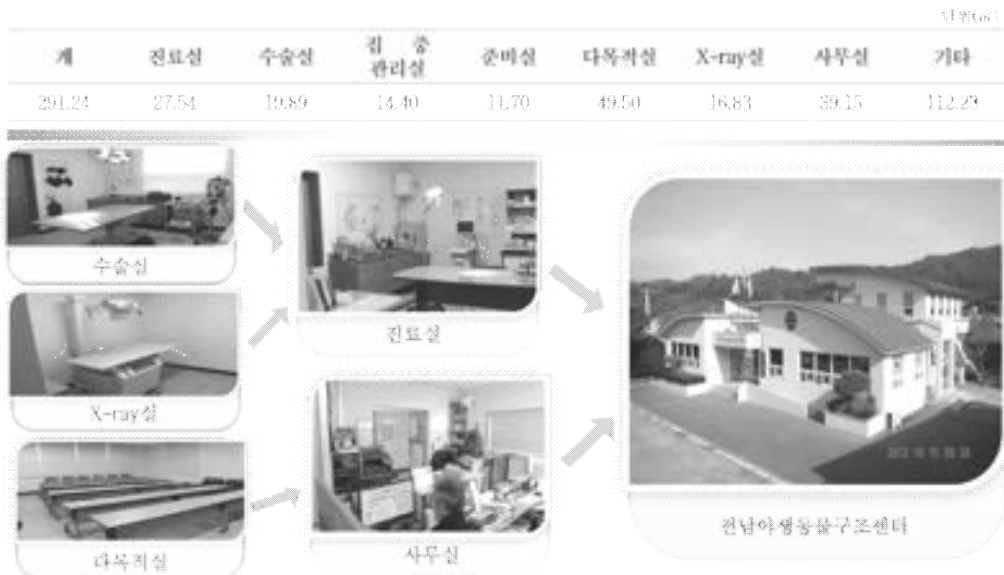 단위(㎡)
계 진료실 수술실 집 중 관리실 준비실 다목적실 X-ray실 사무실 기타
291.24 27.54 19.89 14.40 11.70 49.50 16.83 39.15 112.23
수술실
진료실
X-ray실
다목적실
사무실
전남야생동물구조센터